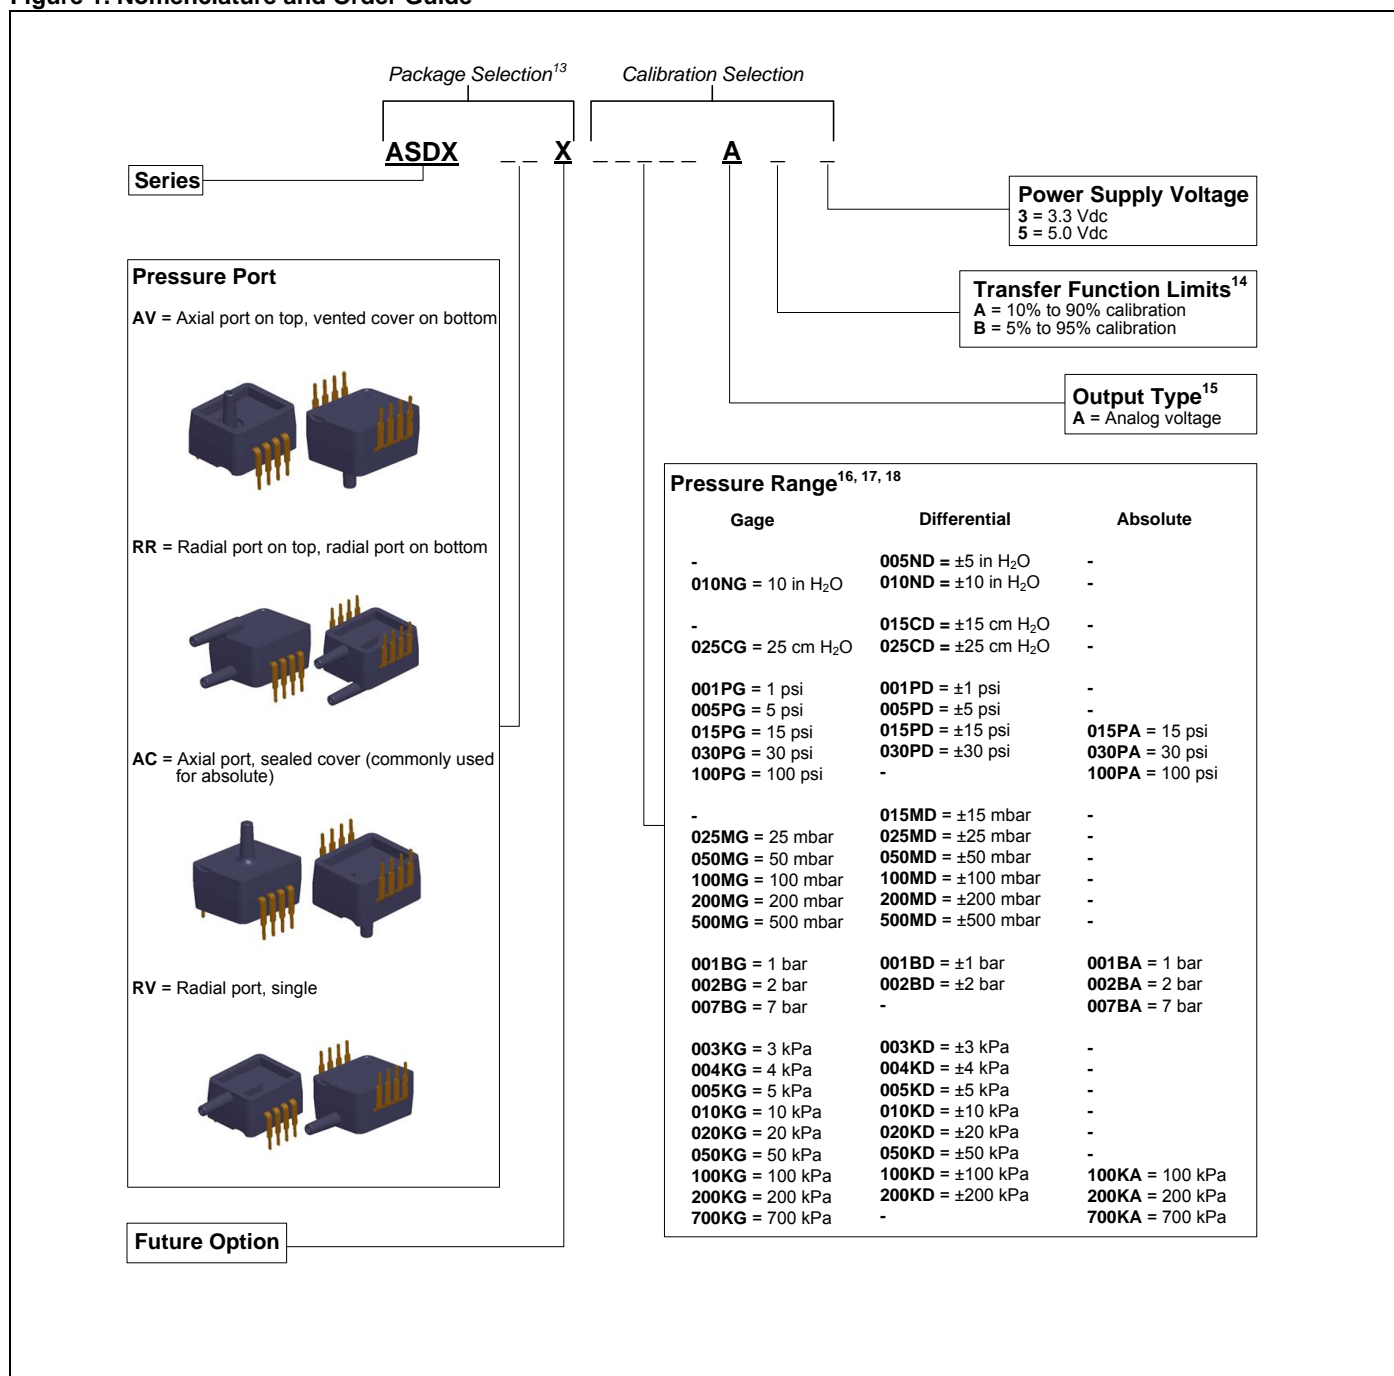 Figure 1. Nomenclature and Order Guide
Package Selection13 Calibration Selection
ASDX _ _ X _ _ _ _ _ A _ _
Series
Power Supply Voltage
3 = 3.3 Vdc
5 = 5.0 Vdc
Pressure Port
Transfer Function Limits14
A = 10% to 90% calibration
B = 5% to 95% calibration
AV = Axial port on top, vented cover on bottom
Output Type15
A = Analog voltage
RR = Radial port on top, radial port on bottom
AC = Axial port, sealed cover (commonly used
for absolute)
RV = Radial port, single
Future Option
Pressure Range16, 17, 18
Gage Differential Absolute
- 005ND = ±5 in H2O -
010NG = 10 in H2O 010ND = ±10 in H2O -
- 015CD = ±15 cm H2O -
025CG = 25 cm H2O 025CD = ±25 cm H2O -
001PG = 1 psi 001PD = ±1 psi -
005PG = 5 psi 005PD = ±5 psi -
015PG = 15 psi 015PD = ±15 psi 015PA = 15 psi
030PG = 30 psi 030PD = ±30 psi 030PA = 30 psi
100PG = 100 psi - 100PA = 100 psi
- 015MD = ±15 mbar -
025MG = 25 mbar 025MD = ±25 mbar -
050MG = 50 mbar 050MD = ±50 mbar -
100MG = 100 mbar 100MD = ±100 mbar -
200MG = 200 mbar 200MD = ±200 mbar -
500MG = 500 mbar 500MD = ±500 mbar -
001BG = 1 bar 001BD = ±1 bar 001BA = 1 bar
002BG = 2 bar 002BD = ±2 bar 002BA = 2 bar
007BG = 7 bar - 007BA = 7 bar
003KG = 3 kPa 003KD = ±3 kPa -
004KG = 4 kPa 004KD = ±4 kPa -
005KG = 5 kPa 005KD = ±5 kPa -
010KG = 10 kPa 010KD = ±10 kPa -
020KG = 20 kPa 020KD = ±20 kPa -
050KG = 50 kPa 050KD = ±50 kPa -
100KG = 100 kPa 100KD = ±100 kPa 100KA = 100 kPa
200KG = 200 kPa 200KD = ±200 kPa 200KA = 200 kPa
700KG = 700 kPa - 700KA = 700 kPa